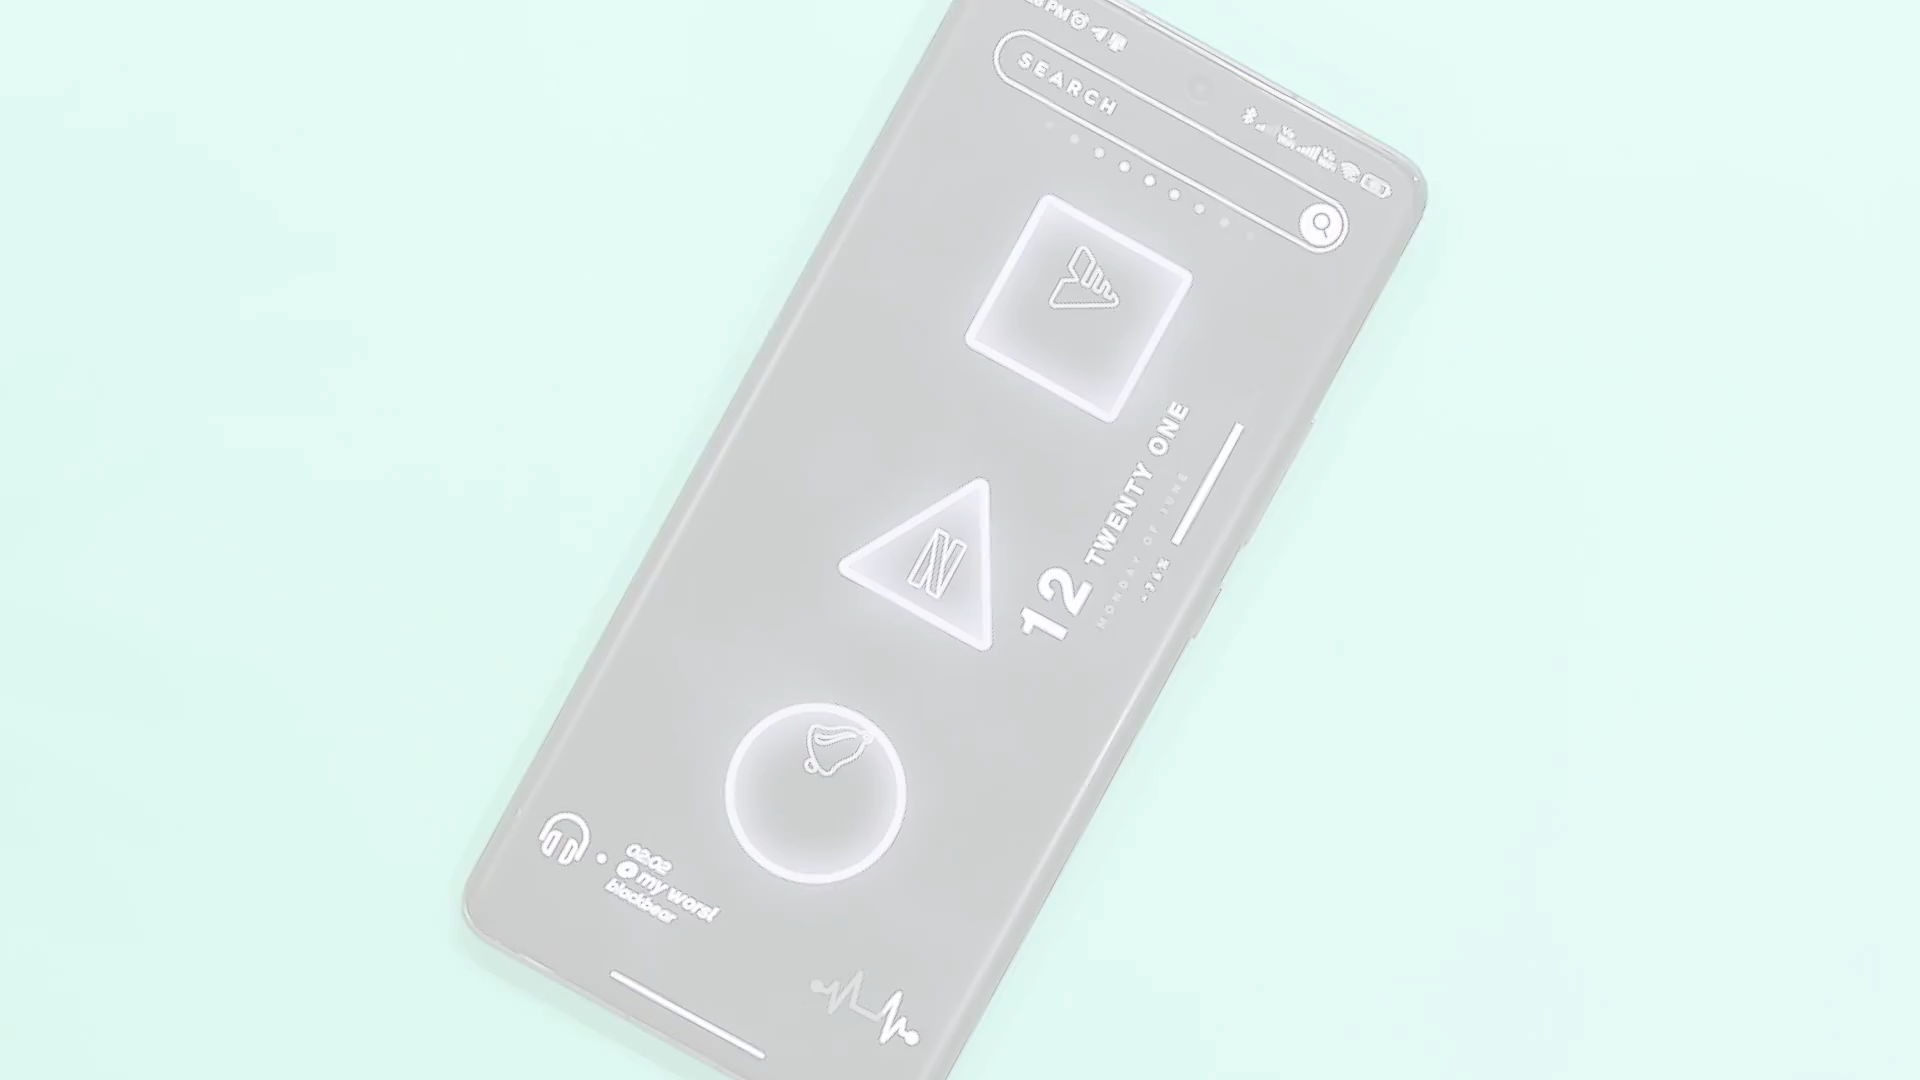 SEARCH
12 TWENTY ONE
MONDAY OF JUNE
02:02
my worst
blackbear